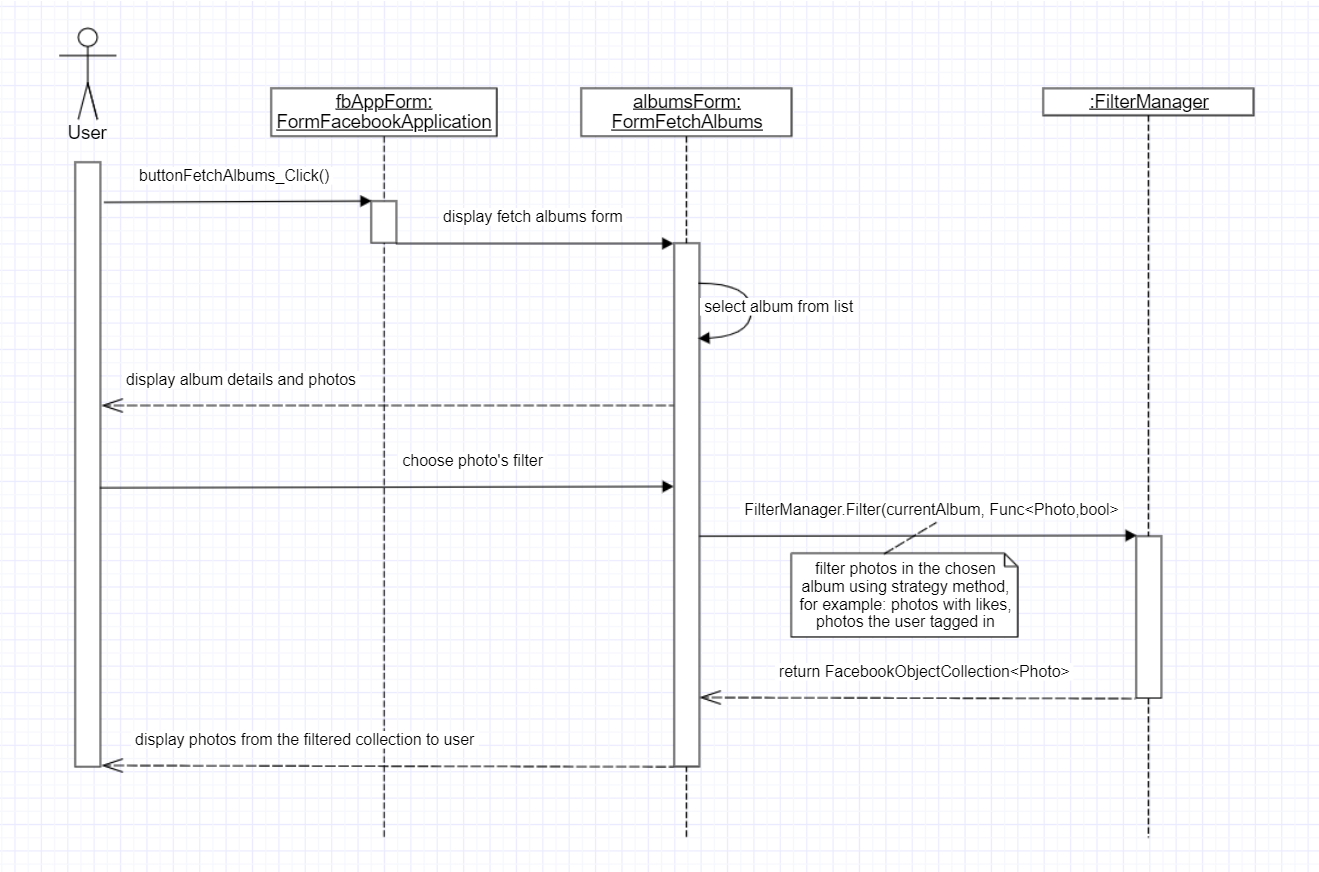 User
fbAppForm:
FormFacebookApplication
albumsForm:
FormFetchAlbums
:FilterManager
buttonFetchAlbums_Click()
display fetch albums form
select album from list
display album details and photos
choose photo's filter
FilterManager.Filter(currentAlbum, Func<Photo,bool>
filter photos in the chosen
album using strategy method,
for example: photos with likes,
photos the user tagged in
return FacebookObjectCollection<Photo>
display photos from the filtered collection to user